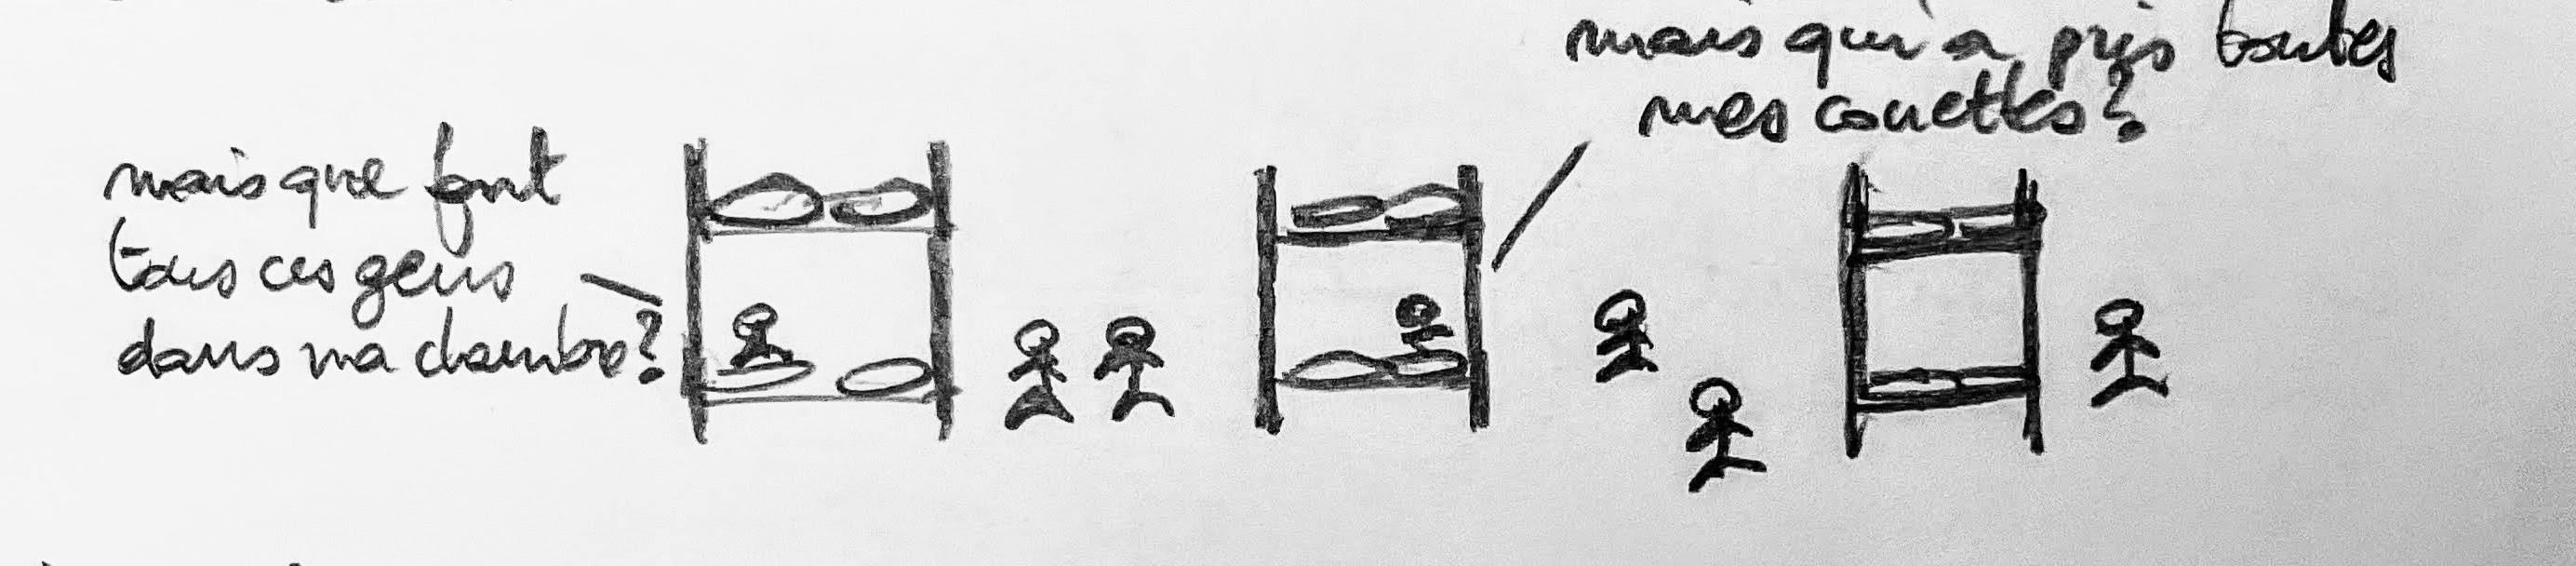 mais qui a pris toutes
mes couettes?
mais que font
tous ces gens
dans ma chambre?